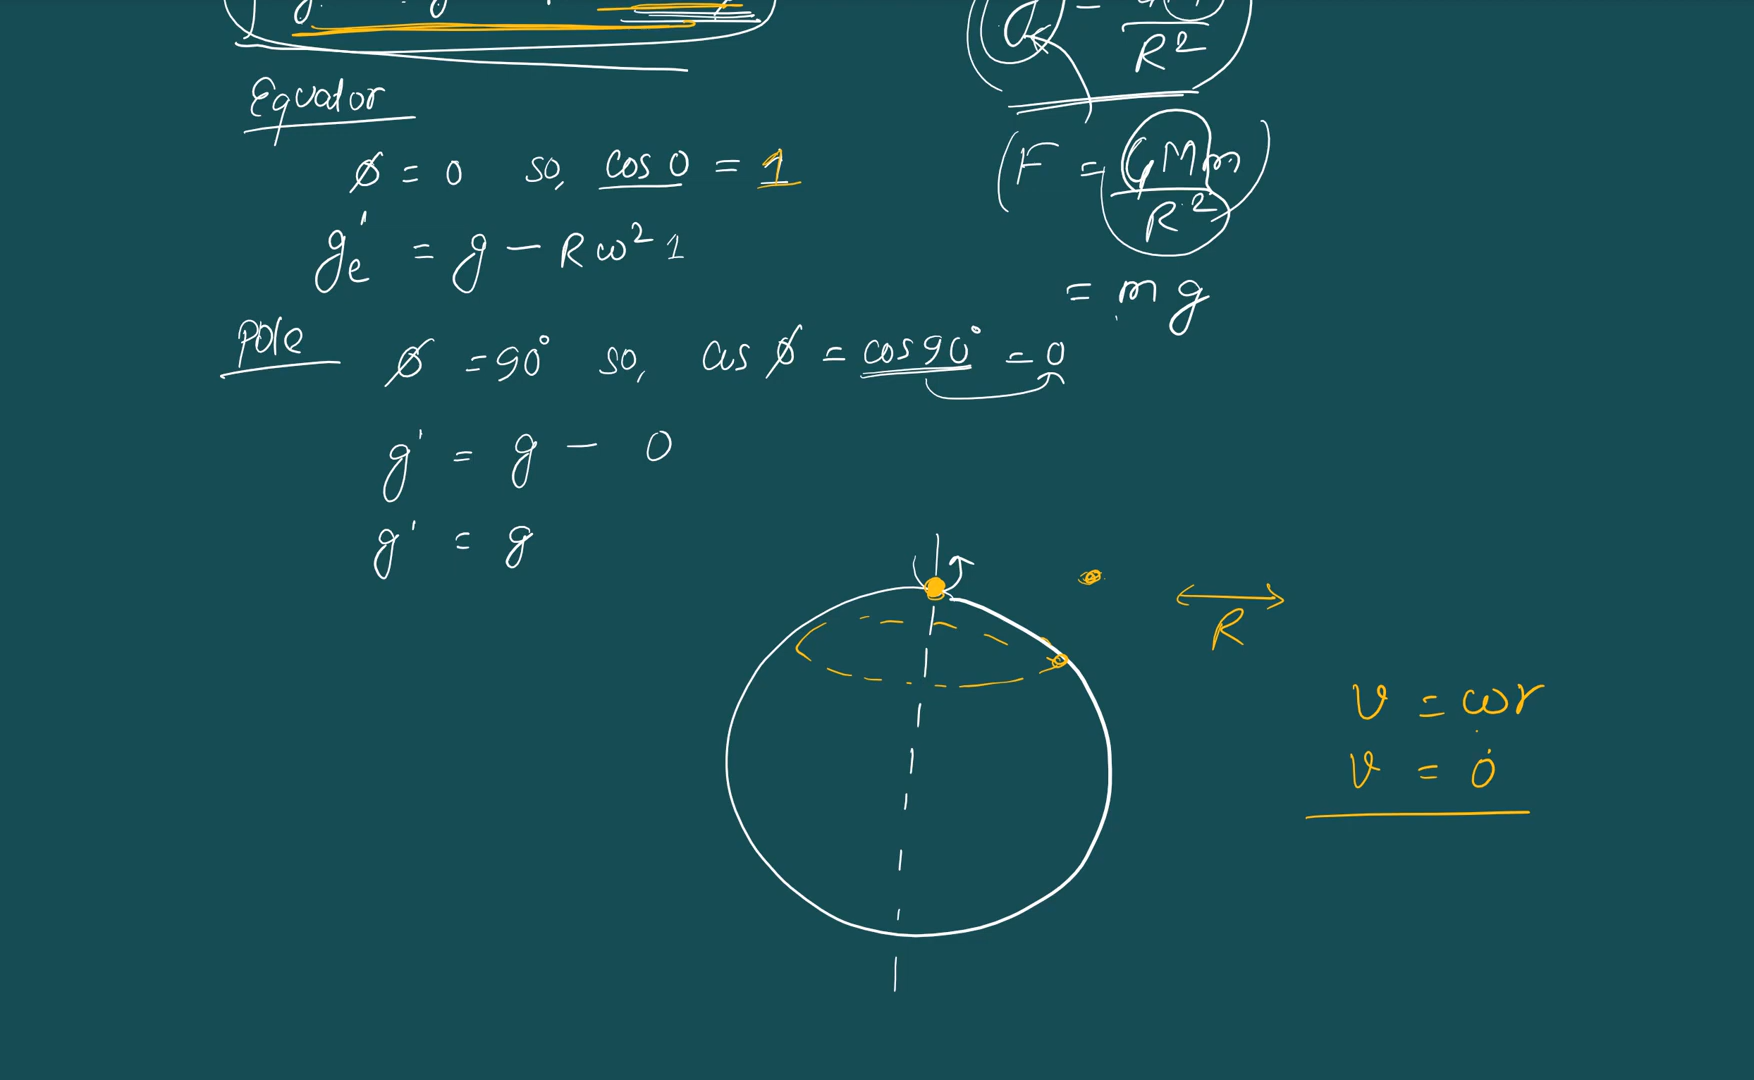 Equator
ϕ = 0 so, cos 0 = 1
g'e = g − Rω² 1
Pole ϕ = 90° so, cos ϕ = cos 90° = 0
g' = g − 0
g' = g
R²
(F = GMm/R²)
= mg
R
v = ωr
v = 0